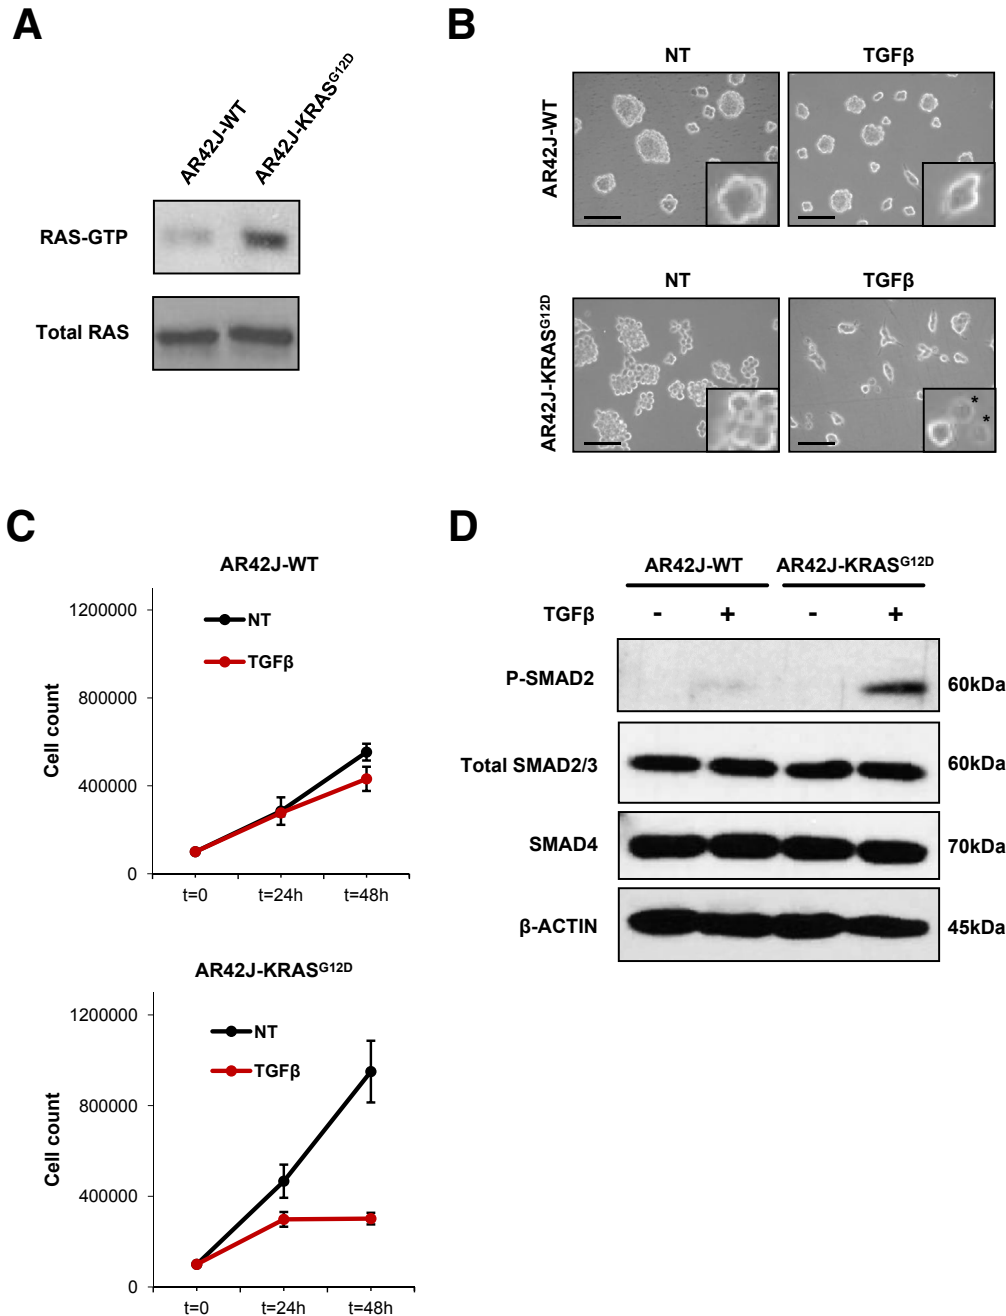 A
AR42J-WT
AR42J-KRASG12D
RAS-GTP
Total RAS
B
NT
TGFβ
AR42J-WT
NT
TGFβ
AR42J-KRASG12D
*
*
C
AR42J-WT
1200000
800000
400000
0
Cell count
NT
TGFβ
t=0
t=24h
t=48h
AR42J-KRASG12D
1200000
800000
400000
0
Cell count
NT
TGFβ
t=0
t=24h
t=48h
D
AR42J-WT
AR42J-KRASG12D
TGFβ - + - +
P-SMAD2 60kDa
Total SMAD2/3 60kDa
SMAD4 70kDa
β-ACTIN 45kDa